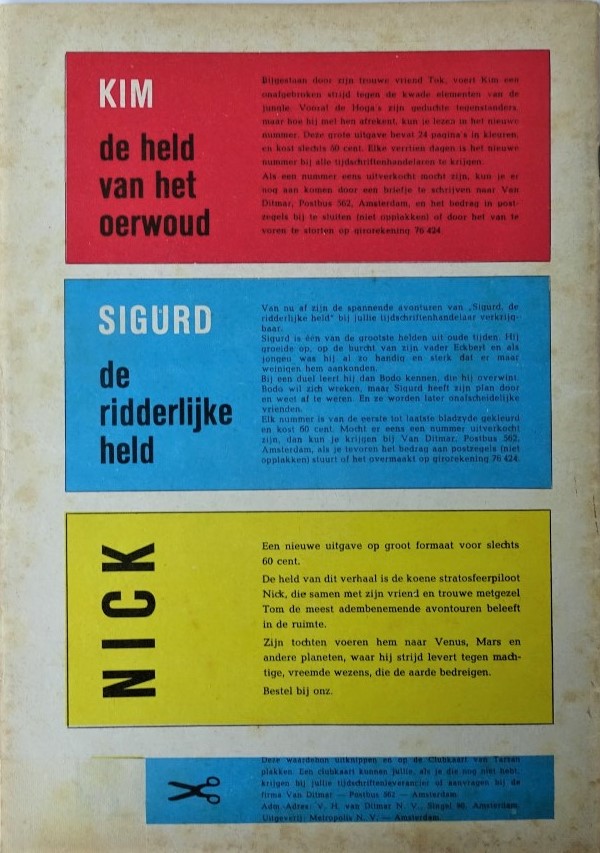 KIM
de held
van het
oerwoud
Bijgestaan door zijn trouwe vriend Tok, voert Kim een
onafgebroken strijd tegen de kwade elementen van de
jungle. Vooral de Hoga's zijn geduchte tegenstanders,
maar hoe hij met hen afrekent, kun je lezen in het nieuwe
nummer. Deze grote uitgave bevat 24 pagina's in kleuren,
en kost slechts 60 cent. Elke veertien dagen is het nieuwe
nummer bij alle tijdschriftenhandelaren te krijgen.
Als een nummer eens uitverkocht mocht zijn, kun je er
nog aan komen door een briefje te schrijven naar Van
Ditmar, Postbus 562, Amsterdam, en het bedrag in post-
zegels bij te sluiten (niet opplakken) of door het van te
voren te storten op girorekening 76 424.
SIGURD
de
ridderlijke
held
Van nu af zijn de spannende avonturen van „Sigurd, de
ridderlijke held" bij jullie tijdschriftenhandelaar verkrijg-
baar.
Sigurd is één van de grootste helden uit oude tijden. Hij
groeide op, op de burcht van zijn vader Eckbert en als
jongen was hij al zo handig en sterk dat er maar
weinigen hem aankonden.
Bij een duel leert hij dan Bodo kennen, die hij overwint.
Bodo wil zich wreken, maar Sigurd heeft zijn plan door
en weet af te weren. En ze worden later onafscheidelijke
vrienden.
Elk nummer is van de eerste tot laatste bladzyde gekleurd
en kost 60 cent. Mocht er eens een nummer uitverkocht
zijn, dan kun je krijgen bij Van Ditmar, Postbus 562,
Amsterdam, als je tevoren het bedrag aan postzegels (niet
opplakken) stuurt of het overmaakt op girorekening 76 424.
NICK
Een nieuwe uitgave op groot formaat voor slechts
60 cent.
De held van dit verhaal is de koene stratosfeerpiloot
Nick, die samen met zijn vriend en trouwe metgezel
Tom de meest adembenemende avontouren beleeft
in de ruimte.
Zijn tochten voeren hem naar Venus, Mars en
andere planeten, waar hij strijd levert tegen mach-
tige, vreemde wezens, die de aarde bedreigen.
Bestel bij onz.
Deze waardebon uitknippen en op de Clubkaart van Tarzan
plakken. Een clubkaart kunnen jullie, als je die nog niet hebt,
krijgen bij jullie tijdschriftenleverancier of aanvragen bij de
firma Van Ditmar — Postbus 562 — Amsterdam.
Adm.-Adres: V. H. van Ditmar N. V., Singel 86, Amsterdam.
Uitgeverij: Metropolis N. V. — Amsterdam.